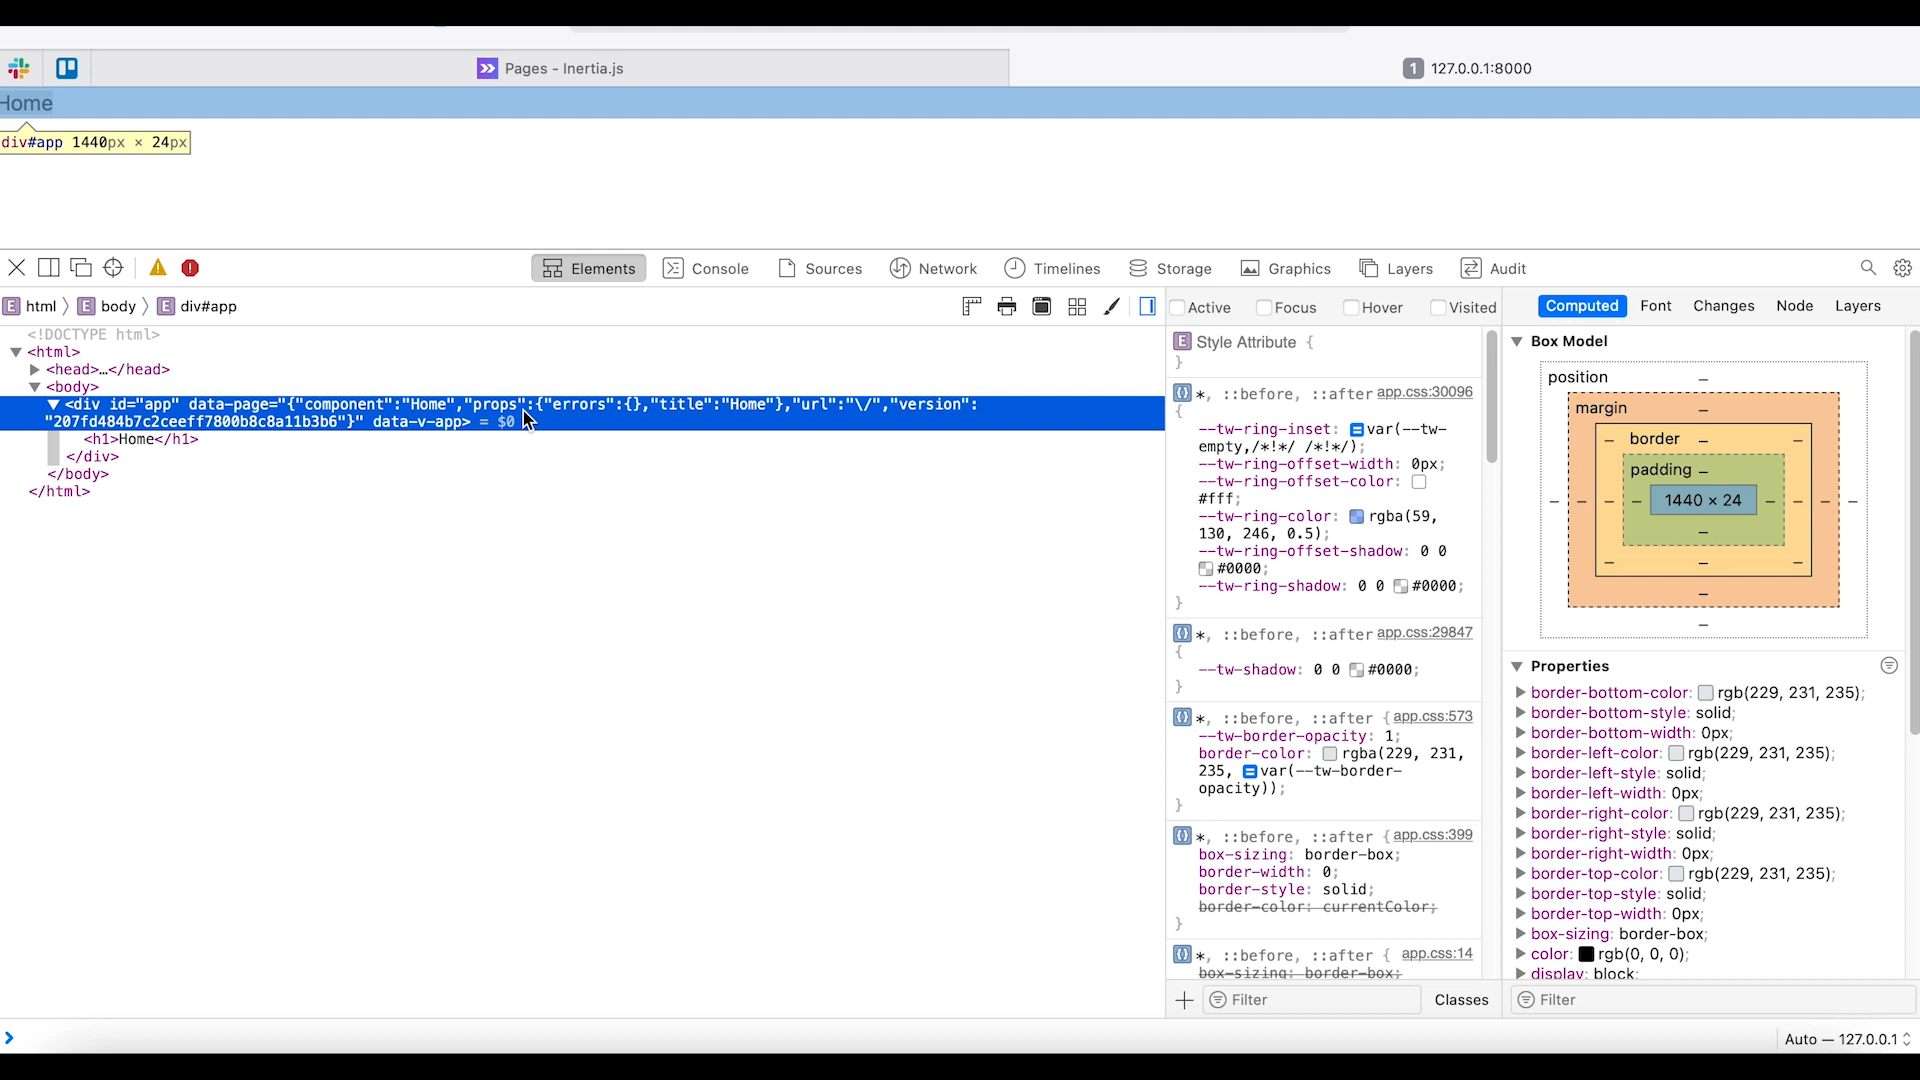 Pages – Inertia.js
1 127.0.0.1:8000
Home
div#app 1440px × 24px
Elements Console Sources Network Timelines Storage Graphics Layers Audit
E html E body E div#app
Active Focus Hover Visited
Computed Font Changes Node Layers
<!DOCTYPE html>
<html>
<head>…</head>
<body>
<div id="app" data-page="{"component":"Home","props":{"errors":{},"title":"Home"},"url":"\/","version":
"207fd484b7c2ceeff7800b8c8a11b3b6"}" data-v-app> = $0
<h1>Home</h1>
</div>
</body>
</html>
E Style Attribute {
}
*, ::before, ::after app.css:30096
{
--tw-ring-inset: var(--tw-
empty,/*!*/ /*!*/);
--tw-ring-offset-width: 0px;
--tw-ring-offset-color:
#fff;
--tw-ring-color: rgba(59,
130, 246, 0.5);
--tw-ring-offset-shadow: 0 0
#0000;
--tw-ring-shadow: 0 0 #0000;
}
*, ::before, ::after app.css:29847
{
--tw-shadow: 0 0 #0000;
}
*, ::before, ::after { app.css:573
--tw-border-opacity: 1;
border-color: rgba(229, 231,
235, var(--tw-border-
opacity));
}
*, ::before, ::after { app.css:399
box-sizing: border-box;
border-width: 0;
border-style: solid;
border-color: currentColor;
}
*, ::before, ::after { app.css:14
box-sizing: border-box;
Filter Classes
Box Model
position –
margin –
– border – –
padding –
– – – – 1440 × 24 – – – –
–
– – –
–
–
Properties
border-bottom-color: rgb(229, 231, 235);
border-bottom-style: solid;
border-bottom-width: 0px;
border-left-color: rgb(229, 231, 235);
border-left-style: solid;
border-left-width: 0px;
border-right-color: rgb(229, 231, 235);
border-right-style: solid;
border-right-width: 0px;
border-top-color: rgb(229, 231, 235);
border-top-style: solid;
border-top-width: 0px;
box-sizing: border-box;
color: rgb(0, 0, 0);
display: block;
Filter
Auto — 127.0.0.1